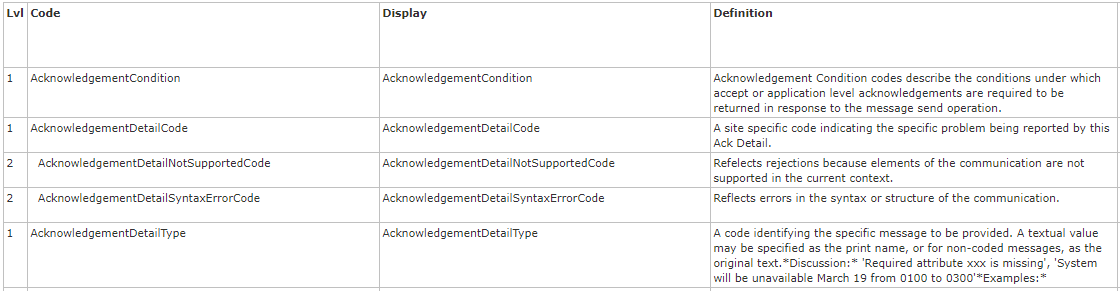 Lvl Code Display Definition
1 AcknowledgementCondition AcknowledgementCondition Acknowledgement Condition codes describe the conditions under which
accept or application level acknowledgements are required to be
returned in response to the message send operation.
1 AcknowledgementDetailCode AcknowledgementDetailCode A site specific code indicating the specific problem being reported by this
Ack Detail.
2 AcknowledgementDetailNotSupportedCode AcknowledgementDetailNotSupportedCode Refelects rejections because elements of the communication are not
supported in the current context.
2 AcknowledgementDetailSyntaxErrorCode AcknowledgementDetailSyntaxErrorCode Reflects errors in the syntax or structure of the communication.
1 AcknowledgementDetailType AcknowledgementDetailType A code identifying the specific message to be provided. A textual value
may be specified as the print name, or for non-coded messages, as the
original text.*Discussion:* 'Required attribute xxx is missing', 'System
will be unavailable March 19 from 0100 to 0300'*Examples:*